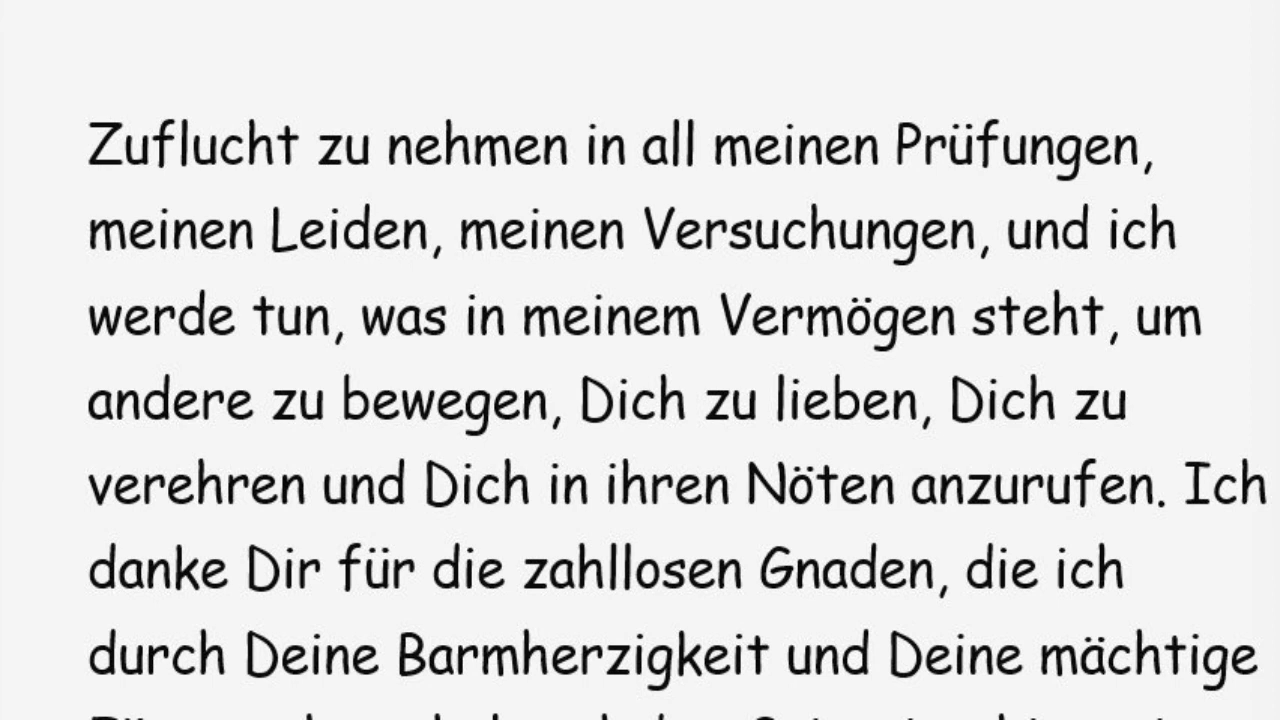 Zuflucht zu nehmen in all meinen Prüfungen,
meinen Leiden, meinen Versuchungen, und ich
werde tun, was in meinem Vermögen steht, um
andere zu bewegen, Dich zu lieben, Dich zu
verehren und Dich in ihren Nöten anzurufen. Ich
danke Dir für die zahllosen Gnaden, die ich
durch Deine Barmherzigkeit und Deine mächtige